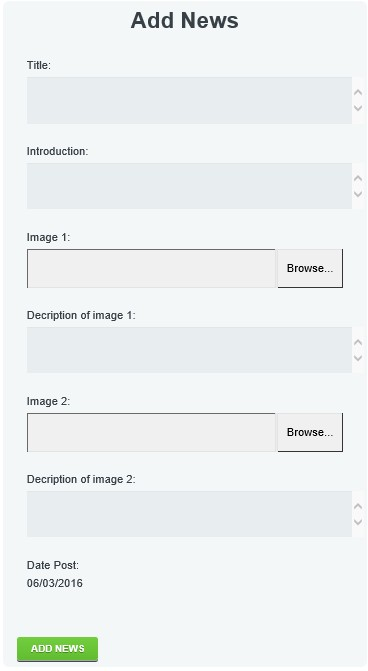 Add News
Title:
Introduction:
Image 1:
Browse...
Decription of image 1:
Image 2:
Browse...
Decription of image 2:
Date Post:
06/03/2016
ADD NEWS